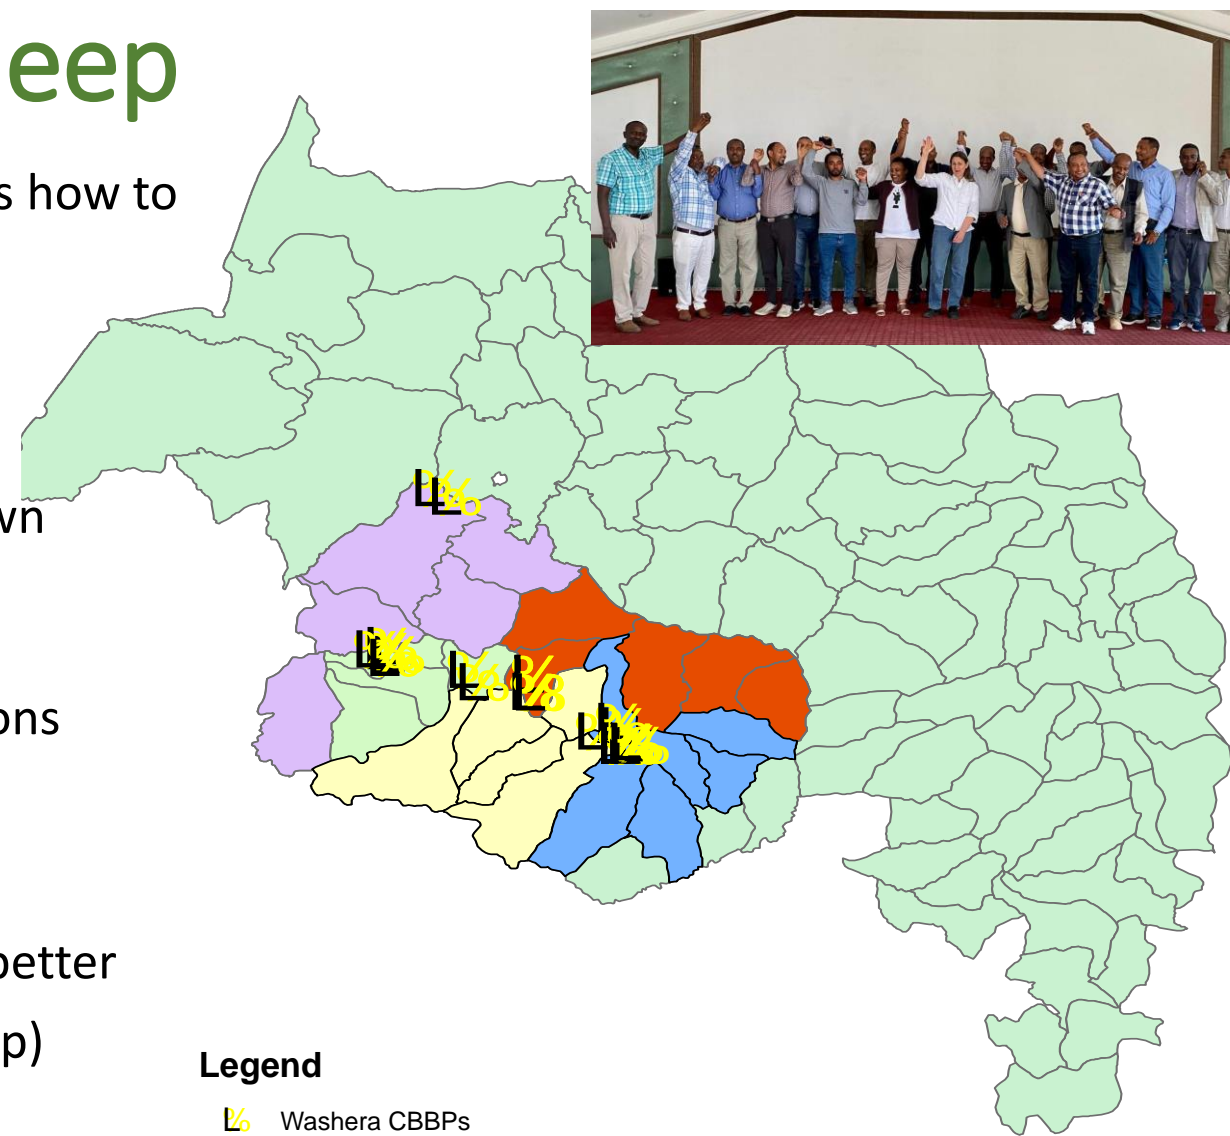 eep
s how to
wn
ons
better
p)
Legend
L% Washera CBBPs